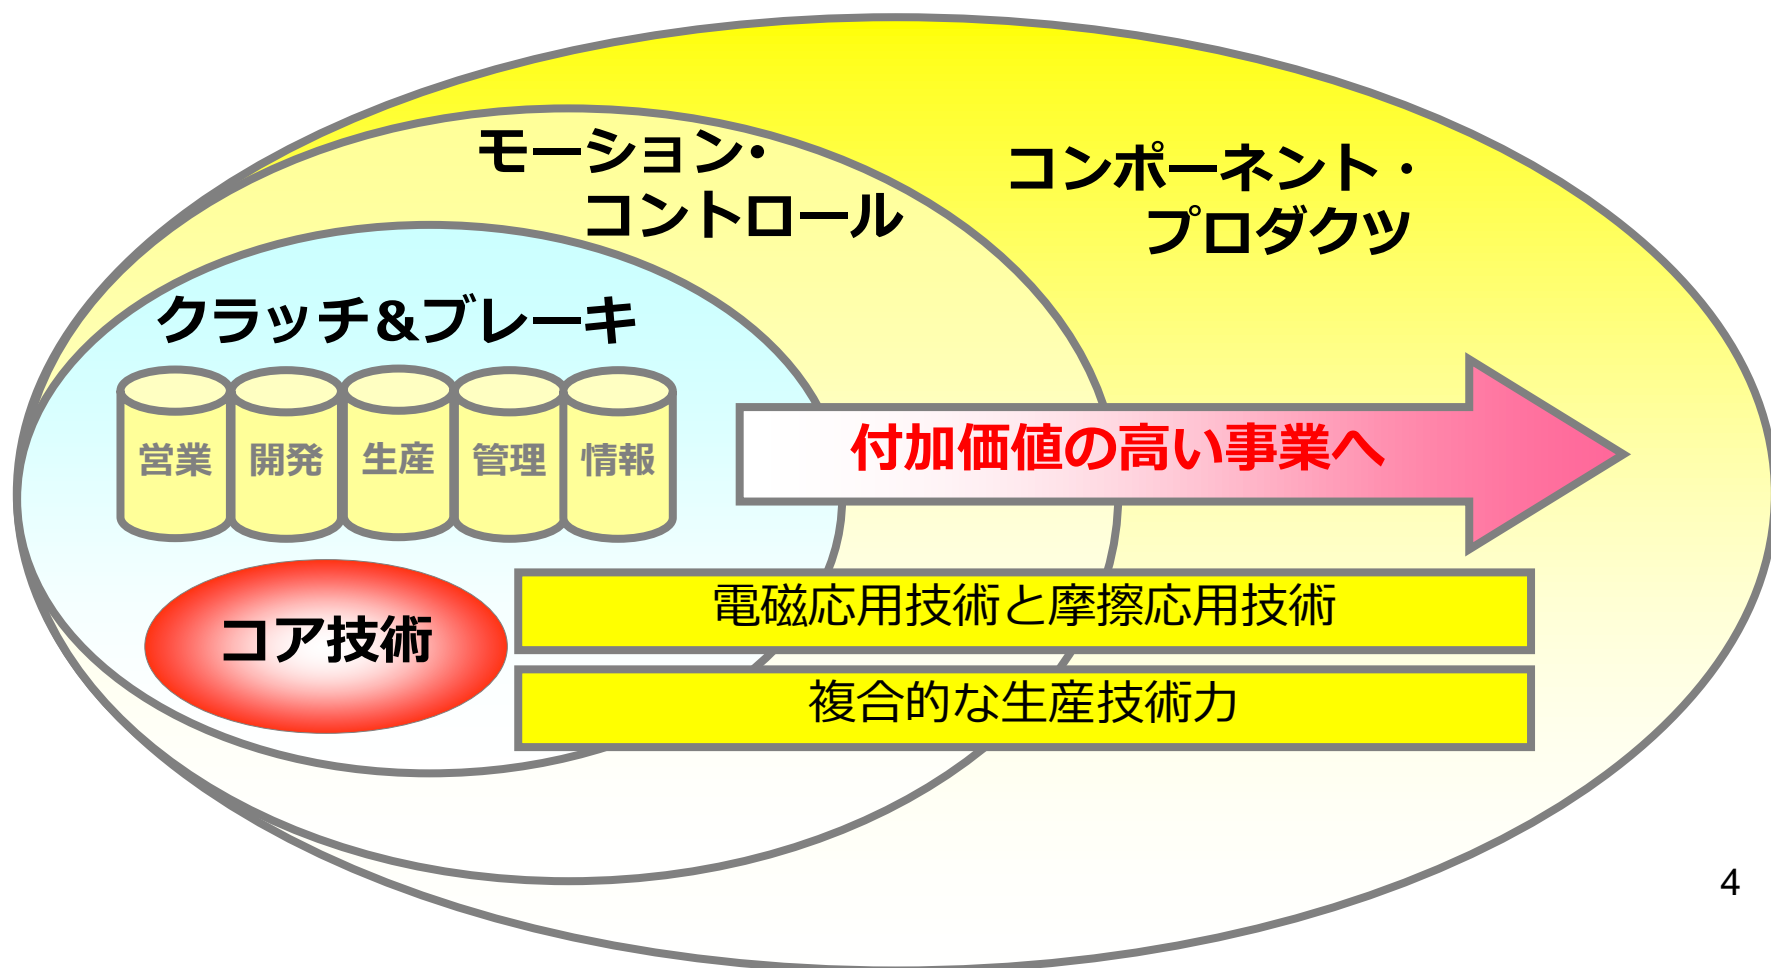 モーション・
コントロール
コンポーネント・
プロダクツ
クラッチ&ブレーキ
営業
開発
生産
管理
情報
付加価値の高い事業へ
コア技術
電磁応用技術と摩擦応用技術
複合的な生産技術力
4